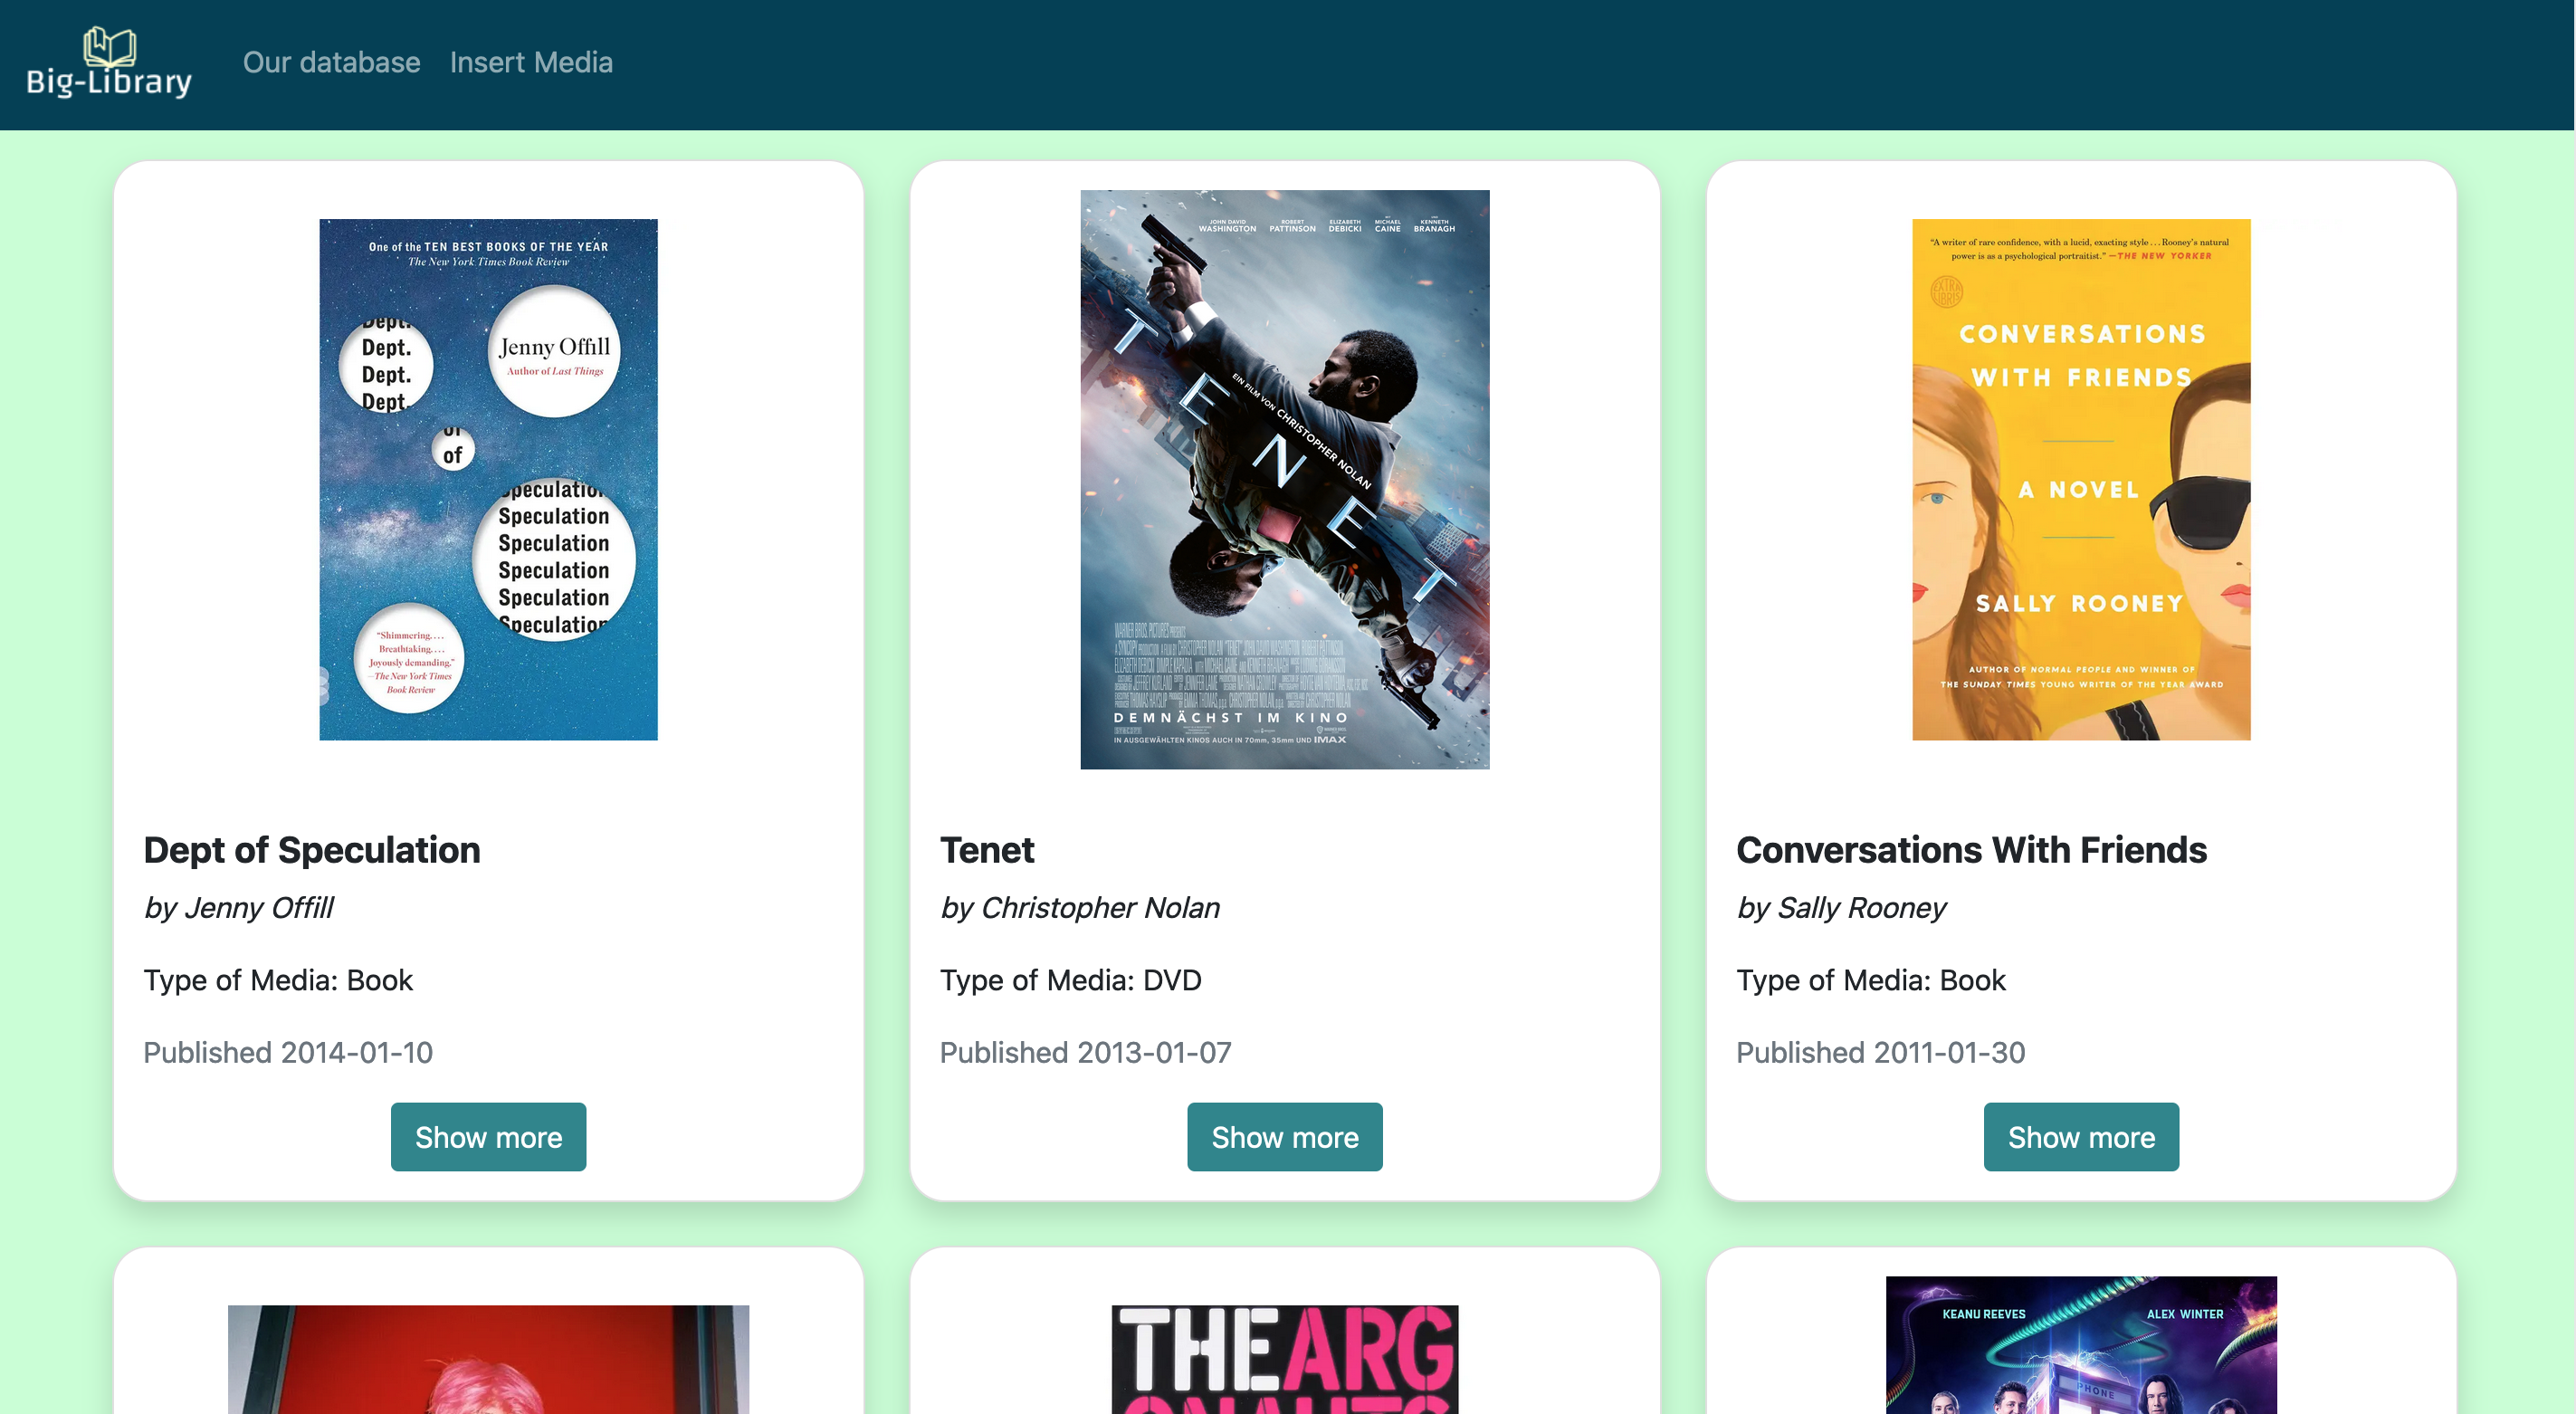 Big-Library
Our database
Insert Media
One of the TEN BEST BOOKS OF THE YEAR
The New York Times Book Review
Dept.
Dept.
Dept.
Dept.
Jenny Offill
Author of Last Things
of
of
Speculation
Speculation
Speculation
Speculation
Speculation
Speculation
"Shimmering. . . .
Breathtaking. . . .
Joyously demanding."
—The New York Times
Book Review
Dept of Speculation
by Jenny Offill
Type of Media: Book
Published 2014-01-10
Show more
JOHN DAVID WASHINGTON
ROBERT PATTINSON
ELIZABETH DEBICKI
MICHAEL CAINE
KENNETH BRANAGH
TENET
EIN FILM VON CHRISTOPHER NOLAN
WARNER BROS. PICTURES PRESENTS
DEMNÄCHST IM KINO
IN AUSGEWÄHLTEN KINOS AUCH IN 70mm, 35mm UND IMAX
Tenet
by Christopher Nolan
Type of Media: DVD
Published 2013-01-07
Show more
"A writer of rare confidence, with a lucid, exacting style . . . Rooney's natural
power is as a psychological portraitist." —THE NEW YORKER
EXTRA
LIBRIS
CONVERSATIONS
WITH FRIENDS
A NOVEL
SALLY ROONEY
AUTHOR OF NORMAL PEOPLE AND WINNER OF
THE SUNDAY TIMES YOUNG WRITER OF THE YEAR AWARD
Conversations With Friends
by Sally Rooney
Type of Media: Book
Published 2011-01-30
Show more
THE ARG
ONAUTS
KEANU REEVES
ALEX WINTER
PHONE